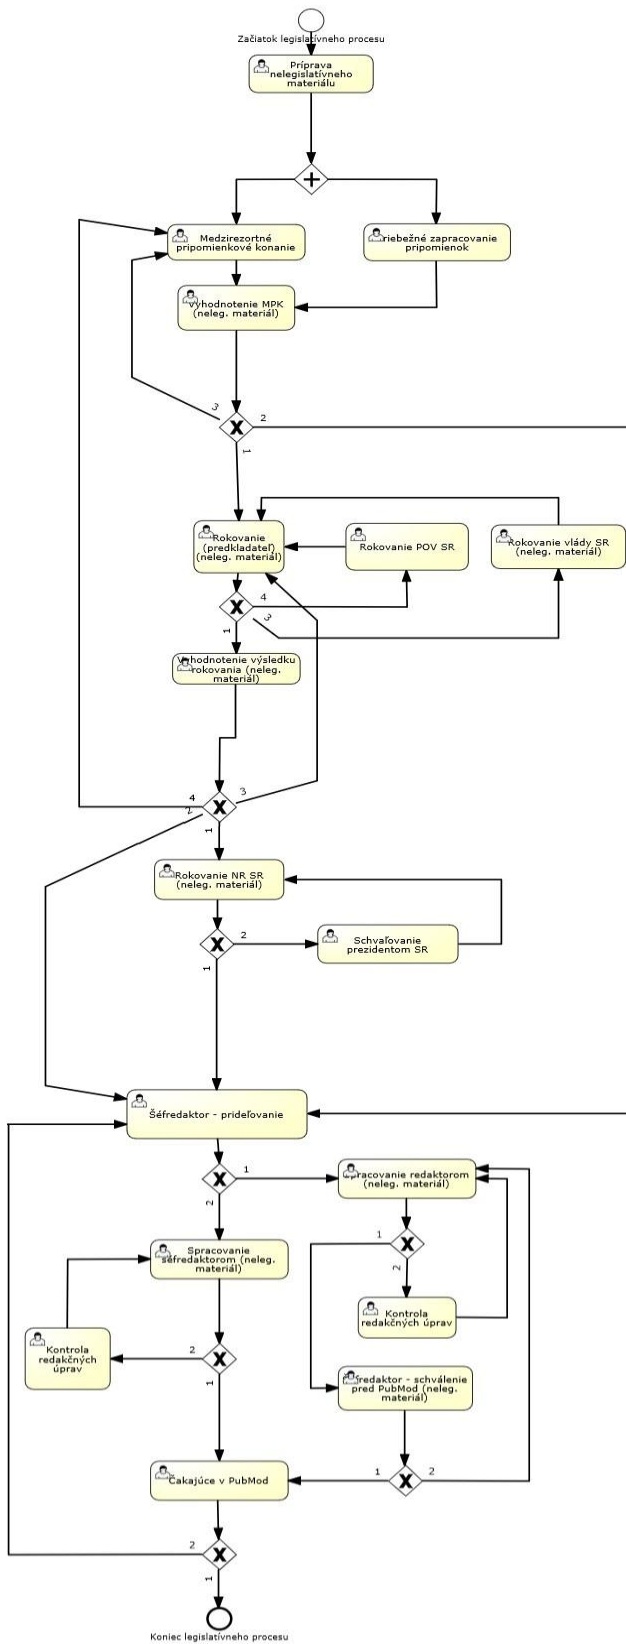 Začiatok legislatívneho procesu
Príprava
nelegislatívneho
materiálu
Medzirezortné
pripomienkové konanie
riebežné zapracovanie
pripomienok
Vyhodnotenie MPK
(neleg. materiál)
3
2
1
Rokovanie
(predkladateľ)
(neleg. materiál)
Rokovanie POV SR
Rokovanie vlády SR
(neleg. materiál)
4
3
1
Vyhodnotenie výsledku
rokovania (neleg.
materiál)
4
3
2
1
Rokovanie NR SR
(neleg. materiál)
2
1
Schvaľovanie
prezidentom SR
Šéfredaktor - prideľovanie
1
2
pracovanie redaktorom
(neleg. materiál)
Spracovanie
šéfredaktorom (neleg.
materiál)
1
2
Kontrola
redakčných úprav
Kontrola
redakčných
úprav
2
1
fredaktor - schválenie
pred PubMod (neleg.
materiál)
Čakajúce v PubMod
1
2
2
1
Koniec legislatívneho procesu